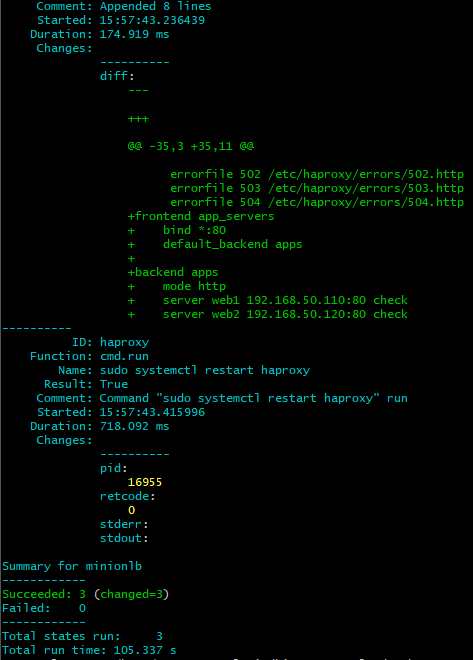 Comment: Appended 8 lines
Started: 15:57:43.236439
Duration: 174.919 ms
Changes:
----------
diff:
---
+++
@@ -35,3 +35,11 @@
errorfile 502 /etc/haproxy/errors/502.http
errorfile 503 /etc/haproxy/errors/503.http
errorfile 504 /etc/haproxy/errors/504.http
+frontend app_servers
+    bind *:80
+    default_backend apps
+
+backend apps
+    mode http
+    server web1 192.168.50.110:80 check
+    server web2 192.168.50.120:80 check
----------
ID: haproxy
Function: cmd.run
Name: sudo systemctl restart haproxy
Result: True
Comment: Command "sudo systemctl restart haproxy" run
Started: 15:57:43.415996
Duration: 718.092 ms
Changes:
----------
pid:
16955
retcode:
0
stderr:
stdout:
Summary for minionlb
------------
Succeeded: 3 (changed=3)
Failed:    0
------------
Total states run:     3
Total run time: 105.337 s